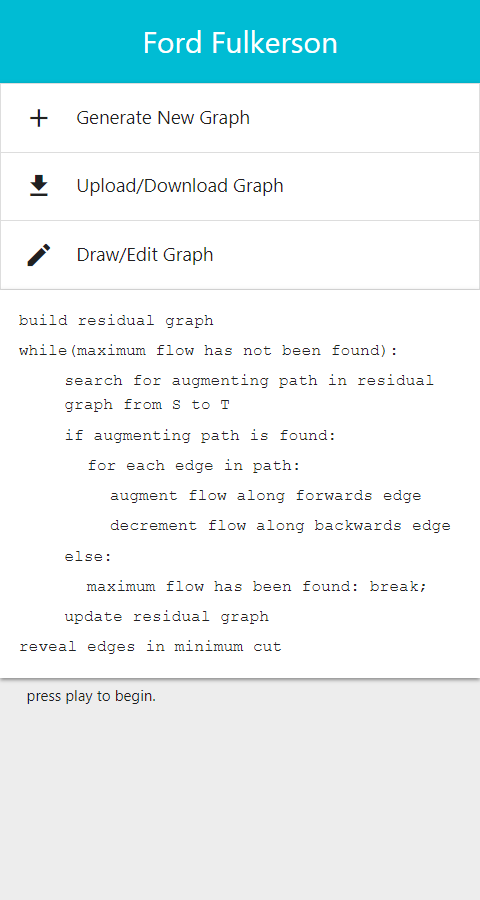 Ford Fulkerson
Generate New Graph
Upload/Download Graph
Draw/Edit Graph
build residual graph
while(maximum flow has not been found):
search for augmenting path in residual
graph from S to T
if augmenting path is found:
for each edge in path:
augment flow along forwards edge
decrement flow along backwards edge
else:
maximum flow has been found: break;
update residual graph
reveal edges in minimum cut
press play to begin.